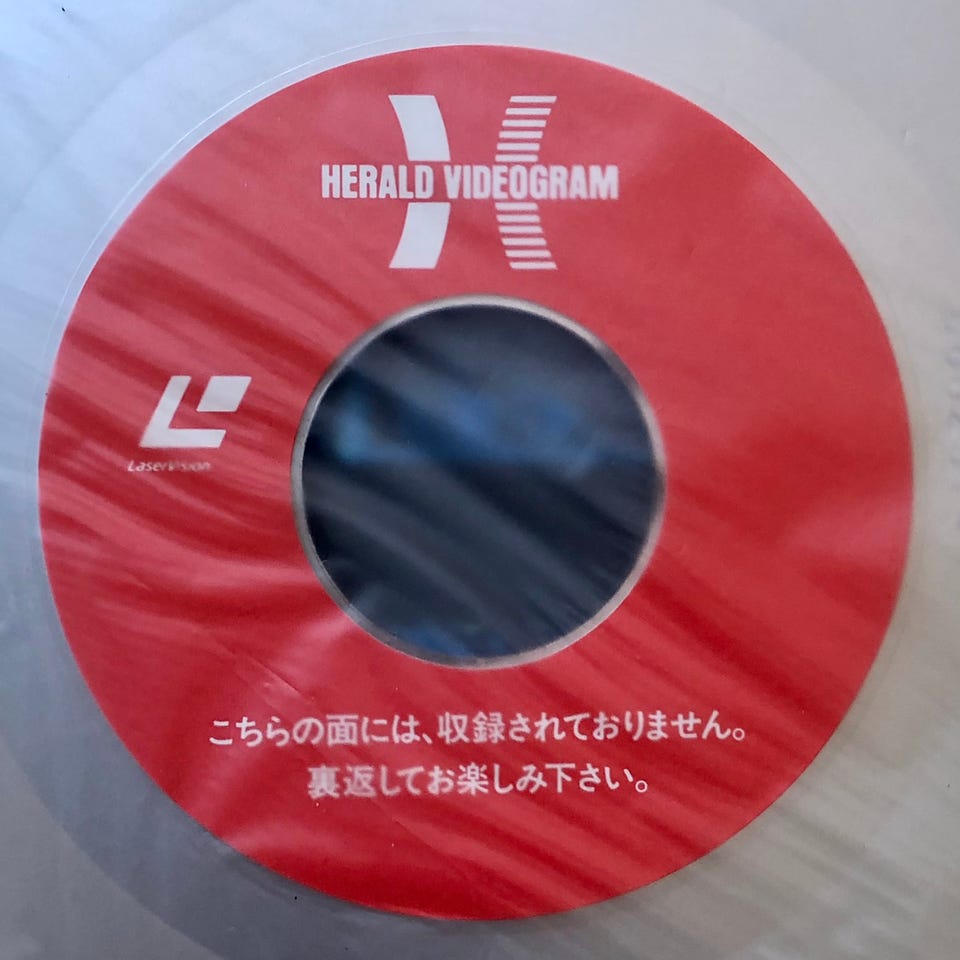 HERALD VIDEOGRAM
LaserVision
こちらの面には、収録されておりません。
裏返してお楽しみ下さい。